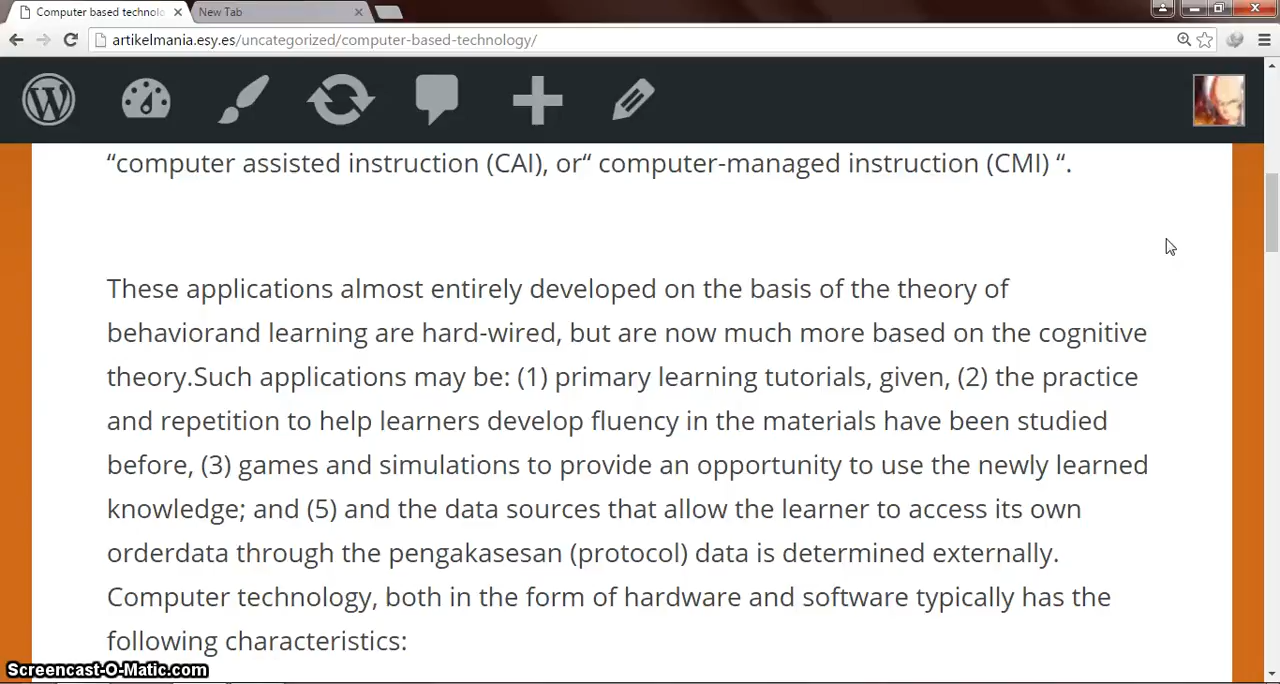 Computer based technolo
New Tab
artikelmania.esy.es/uncategorized/computer-based-technology/
“computer assisted instruction (CAI), or“ computer-managed instruction (CMI) “.
These applications almost entirely developed on the basis of the theory of
behaviorand learning are hard-wired, but are now much more based on the cognitive
theory.Such applications may be: (1) primary learning tutorials, given, (2) the practice
and repetition to help learners develop fluency in the materials have been studied
before, (3) games and simulations to provide an opportunity to use the newly learned
knowledge; and (5) and the data sources that allow the learner to access its own
orderdata through the pengakasesan (protocol) data is determined externally.
Computer technology, both in the form of hardware and software typically has the
following characteristics:
Screencast-O-Matic.com